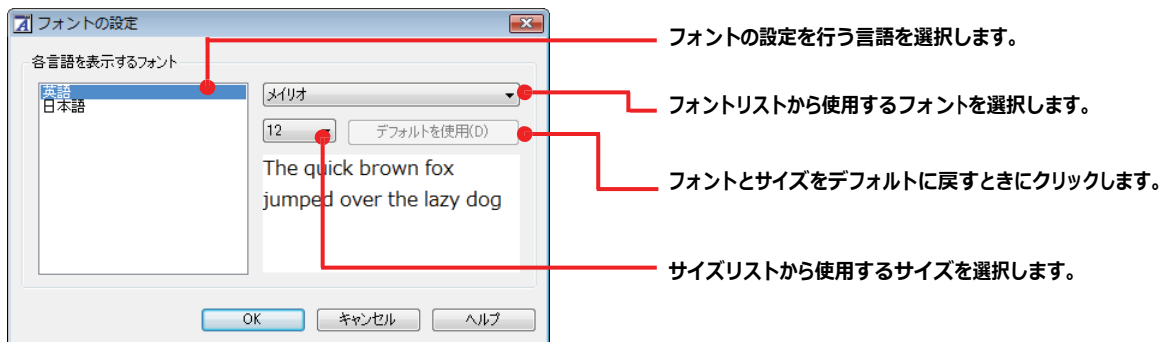 フォントの設定
各言語を表示するフォント
英語
日本語
メイリオ
12
デフォルトを使用(D)
The quick brown fox
jumped over the lazy dog
OK
キャンセル
ヘルプ
フォントの設定を行う言語を選択します。
フォントリストから使用するフォントを選択します。
フォントとサイズをデフォルトに戻すときにクリックします。
サイズリストから使用するサイズを選択します。